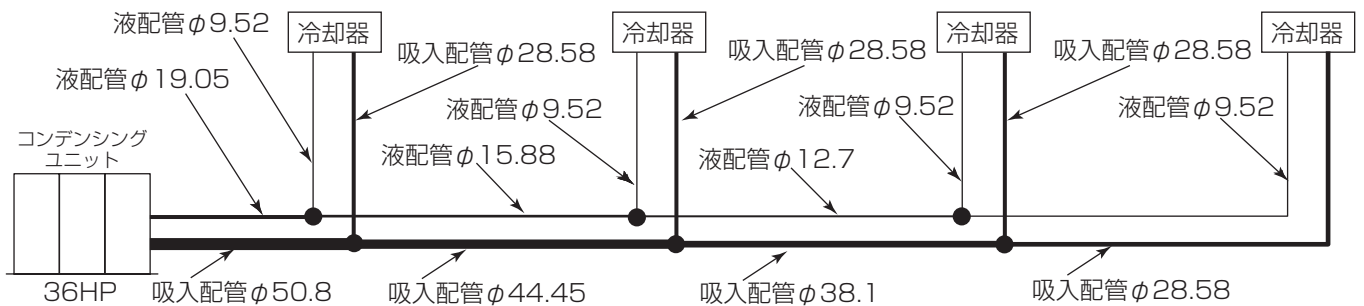 液配管φ9.52
冷却器
冷却器
冷却器
冷却器
吸入配管φ28.58
吸入配管φ28.58
吸入配管φ28.58
液配管φ19.05
液配管φ9.52
液配管φ9.52
液配管φ9.52
コンデンシング
ユニット
液配管φ15.88
液配管φ12.7
36HP
吸入配管φ50.8
吸入配管φ44.45
吸入配管φ38.1
吸入配管φ28.58